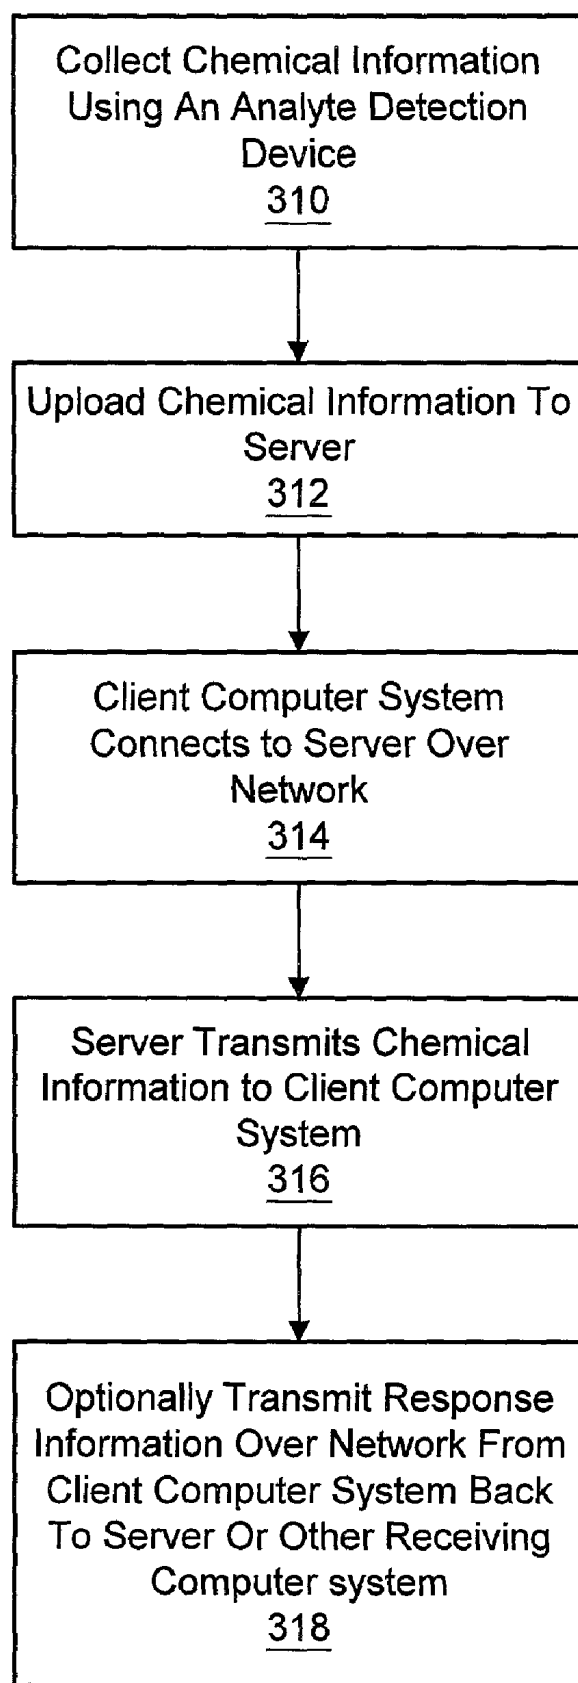 Collect Chemical Information
Using An Analyte Detection
Device
310
Upload Chemical Information To
Server
312
Client Computer System
Connects to Server Over
Network
314
Server Transmits Chemical
Information to Client Computer
System
316
Optionally Transmit Response
Information Over Network From
Client Computer System Back
To Server Or Other Receiving
Computer system
318